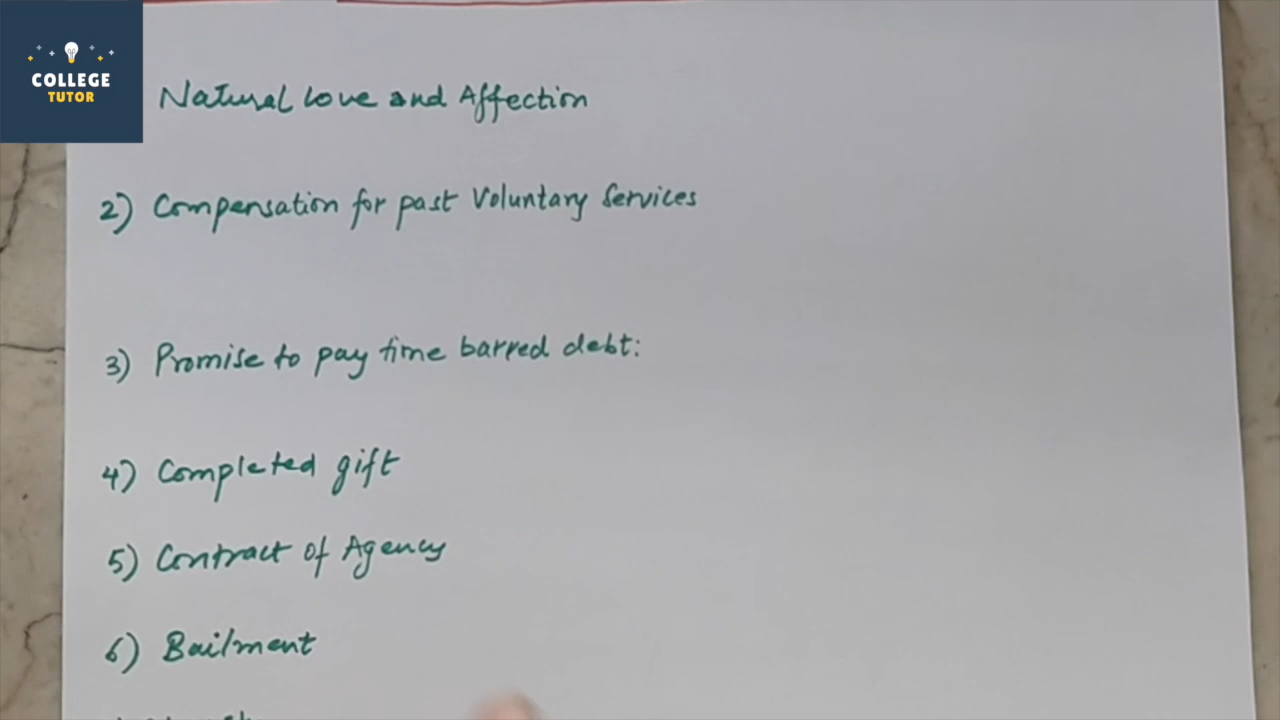 COLLEGE
TUTOR
Natural Love and Affection
2) Compensation for past Voluntary Services
3) Promise to pay time barred debt:
4) Completed gift
5) Contract of Agency
6) Bailment